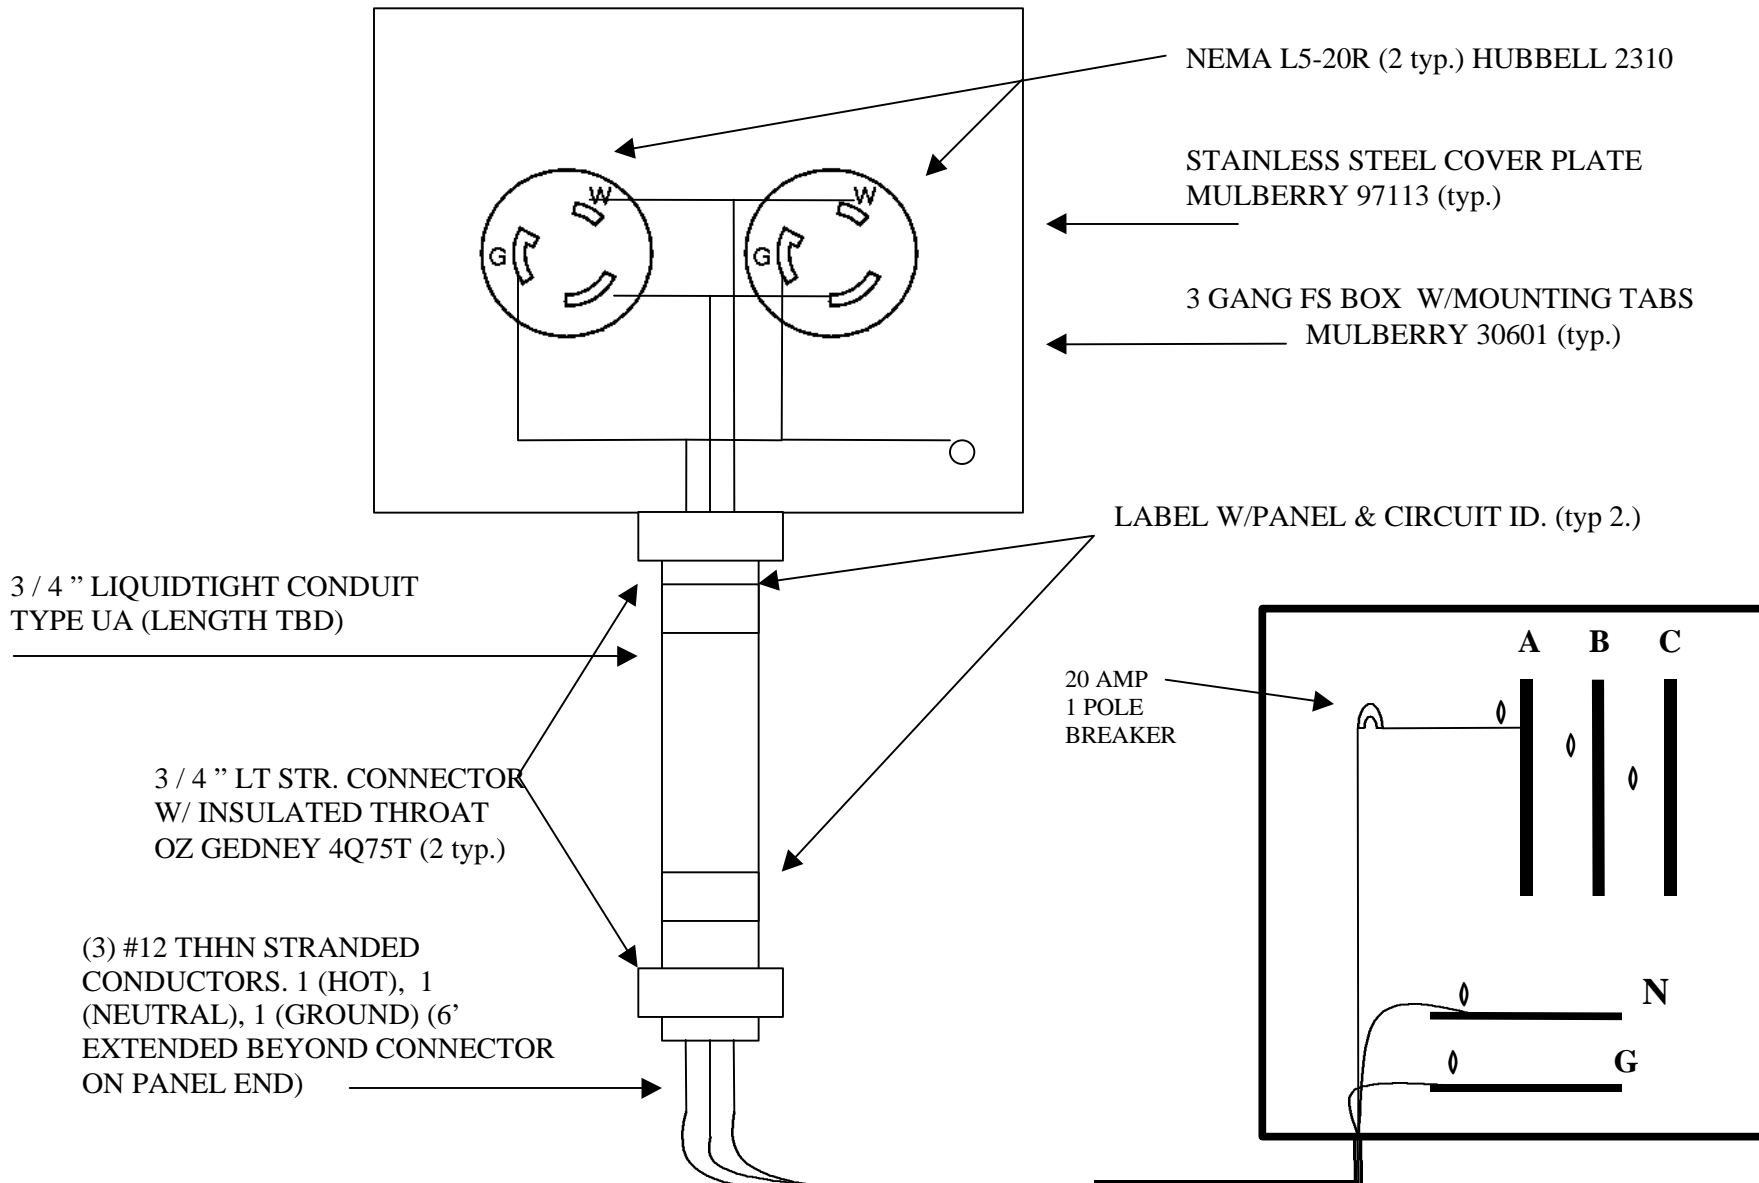 NEMA L5-20R (2 typ.) HUBBELL 2310
STAINLESS STEEL COVER PLATE
MULBERRY 97113 (typ.)
W
W
G
G
3 GANG FS BOX W/MOUNTING TABS
MULBERRY 30601 (typ.)
LABEL W/PANEL & CIRCUIT ID. (typ 2.)
3 / 4 ” LIQUIDTIGHT CONDUIT
TYPE UA (LENGTH TBD)
A B C
20 AMP
1 POLE
BREAKER
3 / 4 ” LT STR. CONNECTOR
W/ INSULATED THROAT
OZ GEDNEY 4Q75T (2 typ.)
(3) #12 THHN STRANDED
CONDUCTORS. 1 (HOT), 1
(NEUTRAL), 1 (GROUND) (6’
EXTENDED BEYOND CONNECTOR
ON PANEL END)
N
G